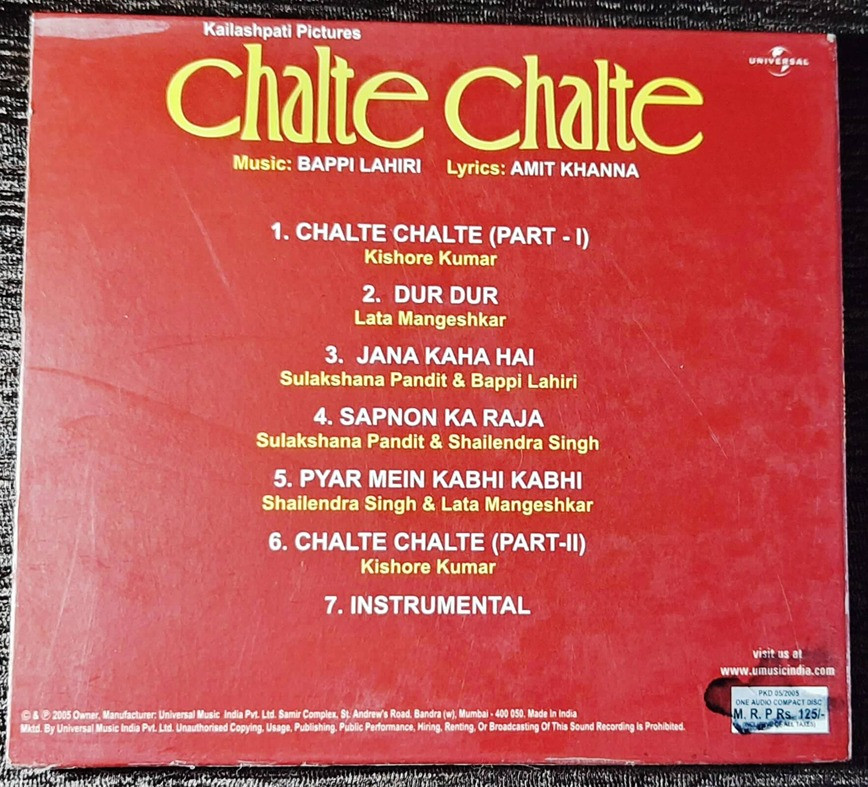 Kailashpati Pictures
UNIVERSAL
Chalte Chalte
Music: BAPPI LAHIRI Lyrics: AMIT KHANNA
1. CHALTE CHALTE (PART - I)
Kishore Kumar
2. DUR DUR
Lata Mangeshkar
3. JANA KAHA HAI
Sulakshana Pandit & Bappi Lahiri
4. SAPNON KA RAJA
Sulakshana Pandit & Shailendra Singh
5. PYAR MEIN KABHI KABHI
Shailendra Singh & Lata Mangeshkar
6. CHALTE CHALTE (PART-II)
Kishore Kumar
7. INSTRUMENTAL
visit us at
www.umusicindia.com
PKD 05/2005
ONE AUDIO COMPACT DISC
M. R. P Rs. 125/-
(INCLUSIVE OF ALL TAXES)
© & ℗ 2005 Owner, Manufacturer: Universal Music India Pvt. Ltd. Samir Complex, St. Andrew's Road, Bandra (w), Mumbai - 400 050. Made In India
Mktd. By Universal Music India Pvt. Ltd. Unauthorised Copying, Usage, Publishing, Public Performance, Hiring, Renting, Or Broadcasting Of This Sound Recording Is Prohibited.